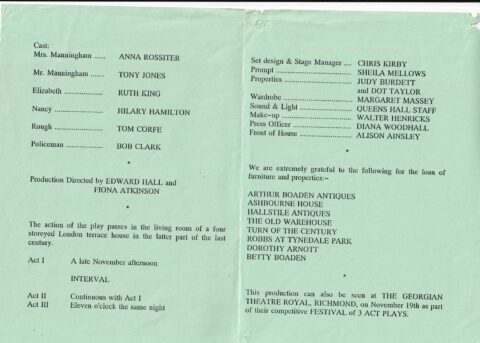 Cast:
Mrs. Manningham ...... ANNA ROSSITER
Mr. Manningham ...... TONY JONES
Elizabeth ........................ RUTH KING
Nancy ........................... HILARY HAMILTON
Rough ........................... TOM CORFE
Policeman ..................... BOB CLARK
*
Production Directed by EDWARD HALL and
FIONA ATKINSON
*
The action of the play passes in the living room of a four
storeyed London terrace house in the latter part of the last
century.
Act I A late November afternoon
INTERVAL
Act II Continuous with Act I
Act III Eleven o'clock the same night
Set design & Stage Manager .... CHRIS KIRBY
Prompt ................................ SHEILA MELLOWS
Properties ............................ JUDY BURDETT
and DOT TAYLOR
Wardrobe ............................ MARGARET MASSEY
Sound & Light ..................... QUEENS HALL STAFF
Make-up .............................. WALTER HENRICKS
Press Officer ........................ DIANA WOODHALL
Front of House ..................... ALISON AINSLEY
*
We are extremely grateful to the following for the loan of
furniture and properties:-
ARTHUR BOADEN ANTIQUES
ASHBOURNE HOUSE
HALLSTILE ANTIQUES
THE OLD WAREHOUSE
TURN OF THE CENTURY
ROBBS AT TYNEDALE PARK
DOROTHY ARNOTT
BETTY BOADEN
*
This production can also be seen at THE GEORGIAN
THEATRE ROYAL, RICHMOND, on November 19th as part
of their competitive FESTIVAL of 3 ACT PLAYS.